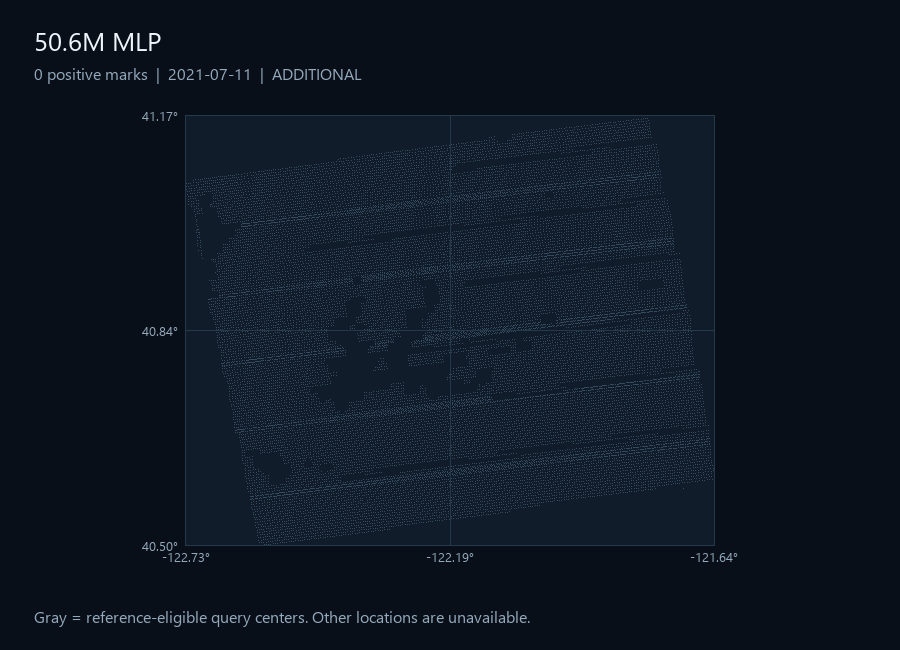 50.6M MLP
0 positive marks | 2021-07-11 | ADDITIONAL
41.17°
40.84°
40.50°
-122.73°
-122.19°
-121.64°
Gray = reference-eligible query centers. Other locations are unavailable.